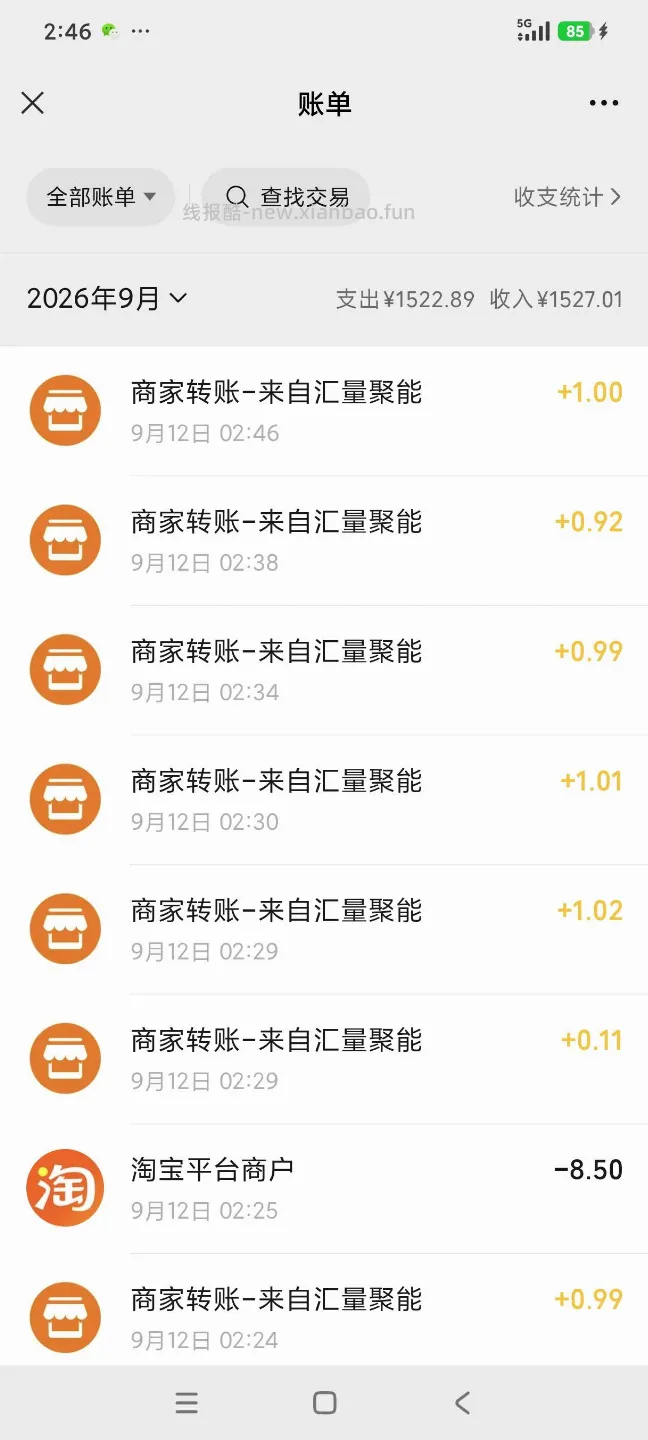 2:46 ...
5G 85
账单
全部账单 查找交易 收支统计
线报酷-new.xianbao.fun
2026年9月 支出¥1522.89 收入¥1527.01
商家转账-来自汇量聚能 +1.00
9月12日 02:46
商家转账-来自汇量聚能 +0.92
9月12日 02:38
商家转账-来自汇量聚能 +0.99
9月12日 02:34
商家转账-来自汇量聚能 +1.01
9月12日 02:30
商家转账-来自汇量聚能 +1.02
9月12日 02:29
商家转账-来自汇量聚能 +0.11
9月12日 02:29
淘
淘宝平台商户 -8.50
9月12日 02:25
商家转账-来自汇量聚能 +0.99
9月12日 02:24